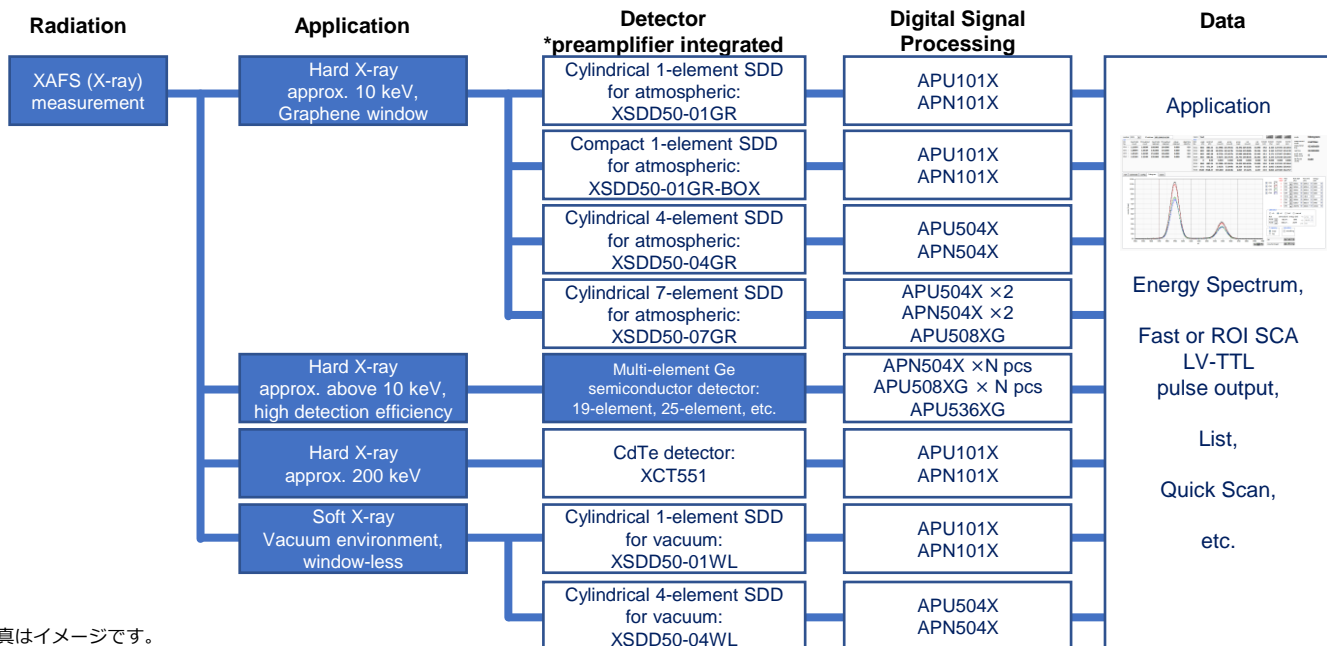 Radiation
Application
Detector
*preamplifier integrated
Digital Signal
Processing
Data
XAFS (X-ray)
measurement
Hard X-ray
approx. 10 keV,
Graphene window
Cylindrical 1-element SDD
for atmospheric:
XSDD50-01GR
APU101X
APN101X
Compact 1-element SDD
for atmospheric:
XSDD50-01GR-BOX
APU101X
APN101X
Cylindrical 4-element SDD
for atmospheric:
XSDD50-04GR
APU504X
APN504X
Cylindrical 7-element SDD
for atmospheric:
XSDD50-07GR
APU504X ×2
APN504X ×2
APU508XG
Hard X-ray
approx. above 10 keV,
high detection efficiency
Multi-element Ge
semiconductor detector:
19-element, 25-element, etc.
APN504X ×N pcs
APU508XG × N pcs
APU536XG
Hard X-ray
approx. 200 keV
CdTe detector:
XCT551
APU101X
APN101X
Soft X-ray
Vacuum environment,
window-less
Cylindrical 1-element SDD
for vacuum:
XSDD50-01WL
APU101X
APN101X
Cylindrical 4-element SDD
for vacuum:
XSDD50-04WL
APU504X
APN504X
Application
Energy Spectrum,
Fast or ROI SCA
LV-TTL
pulse output,
List,
Quick Scan,
etc.
真はイメージです。